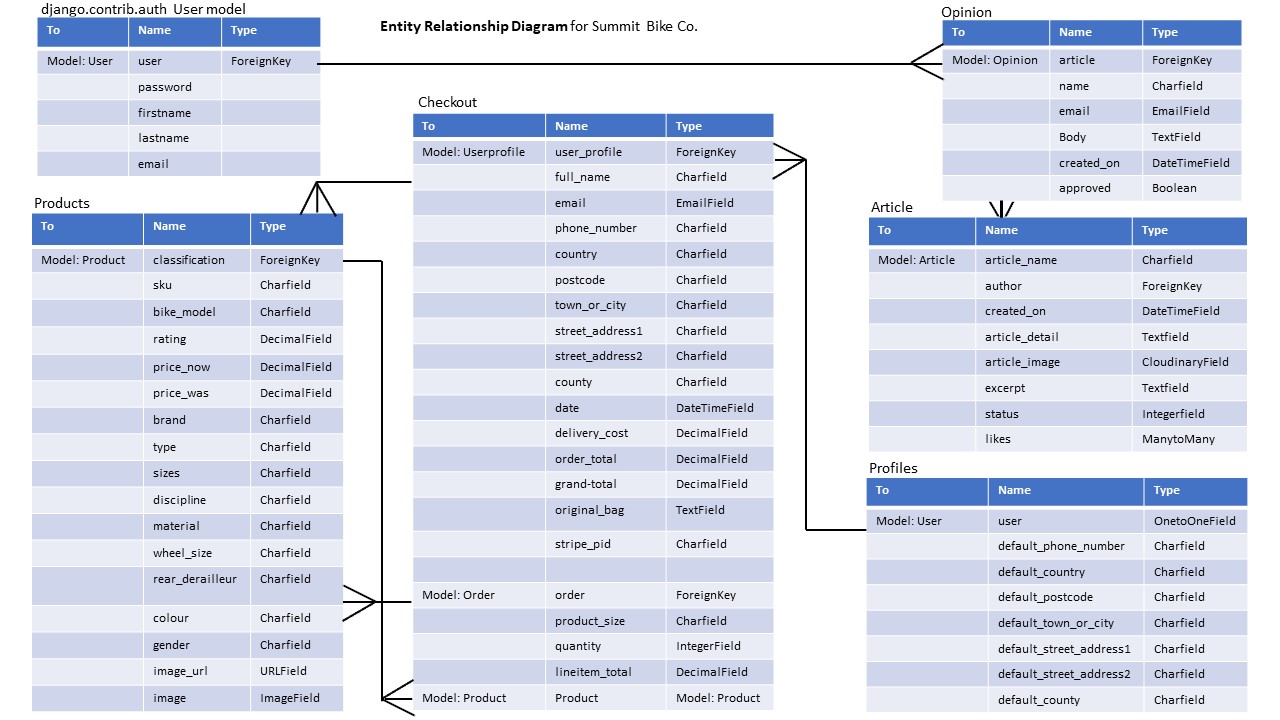 django.contrib.auth User model
To Name Type
Model: User user ForeignKey
password
firstname
lastname
email
Entity Relationship Diagram for Summit Bike Co.
Opinion
To Name Type
Model: Opinion article ForeignKey
name Charfield
email EmailField
Body TextField
created_on DateTimeField
approved Boolean
Checkout
To Name Type
Model: Userprofile user_profile ForeignKey
full_name Charfield
email EmailField
phone_number Charfield
country Charfield
postcode Charfield
town_or_city Charfield
street_address1 Charfield
street_address2 Charfield
county Charfield
date DateTimeField
delivery_cost DecimalField
order_total DecimalField
grand-total DecimalField
original_bag TextField
stripe_pid Charfield
Model: Order order ForeignKey
product_size Charfield
quantity IntegerField
lineitem_total DecimalField
Model: Product Product Model: Product
Products
To Name Type
Model: Product classification ForeignKey
sku Charfield
bike_model Charfield
rating DecimalField
price_now DecimalField
price_was DecimalField
brand Charfield
type Charfield
sizes Charfield
discipline Charfield
material Charfield
wheel_size Charfield
rear_derailleur Charfield
colour Charfield
gender Charfield
image_url URLField
image ImageField
Article
To Name Type
Model: Article article_name Charfield
author ForeignKey
created_on DateTimeField
article_detail Textfield
article_image CloudinaryField
excerpt Textfield
status Integerfield
likes ManytoMany
Profiles
To Name Type
Model: User user OnetoOneField
default_phone_number Charfield
default_country Charfield
default_postcode Charfield
default_town_or_city Charfield
default_street_address1 Charfield
default_street_address2 Charfield
default_county Charfield